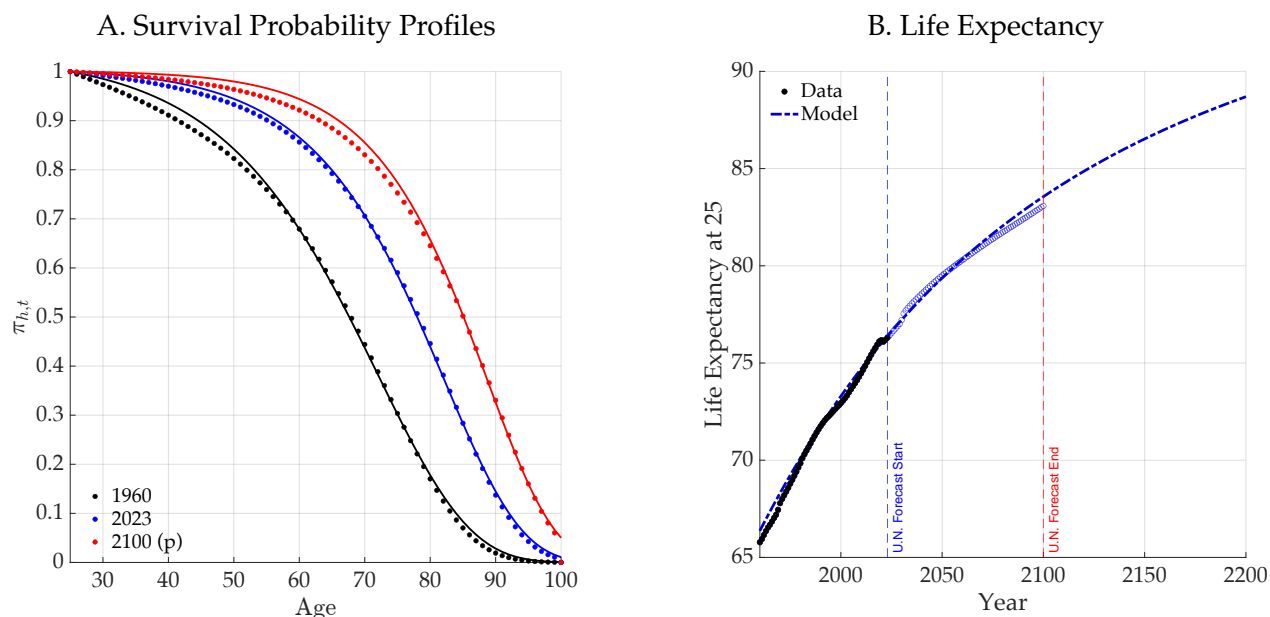 A. Survival Probability Profiles
1
0.9
0.8
0.7
0.6
0.5
0.4
0.3
0.2
0.1
0
π_{h,t}
1960
2023
2100 (p)
30 40 50 60 70 80 90 100
Age
B. Life Expectancy
90
85
80
75
70
65
Life Expectancy at 25
Data
Model
U.N. Forecast Start
U.N. Forecast End
2000 2050 2100 2150 2200
Year